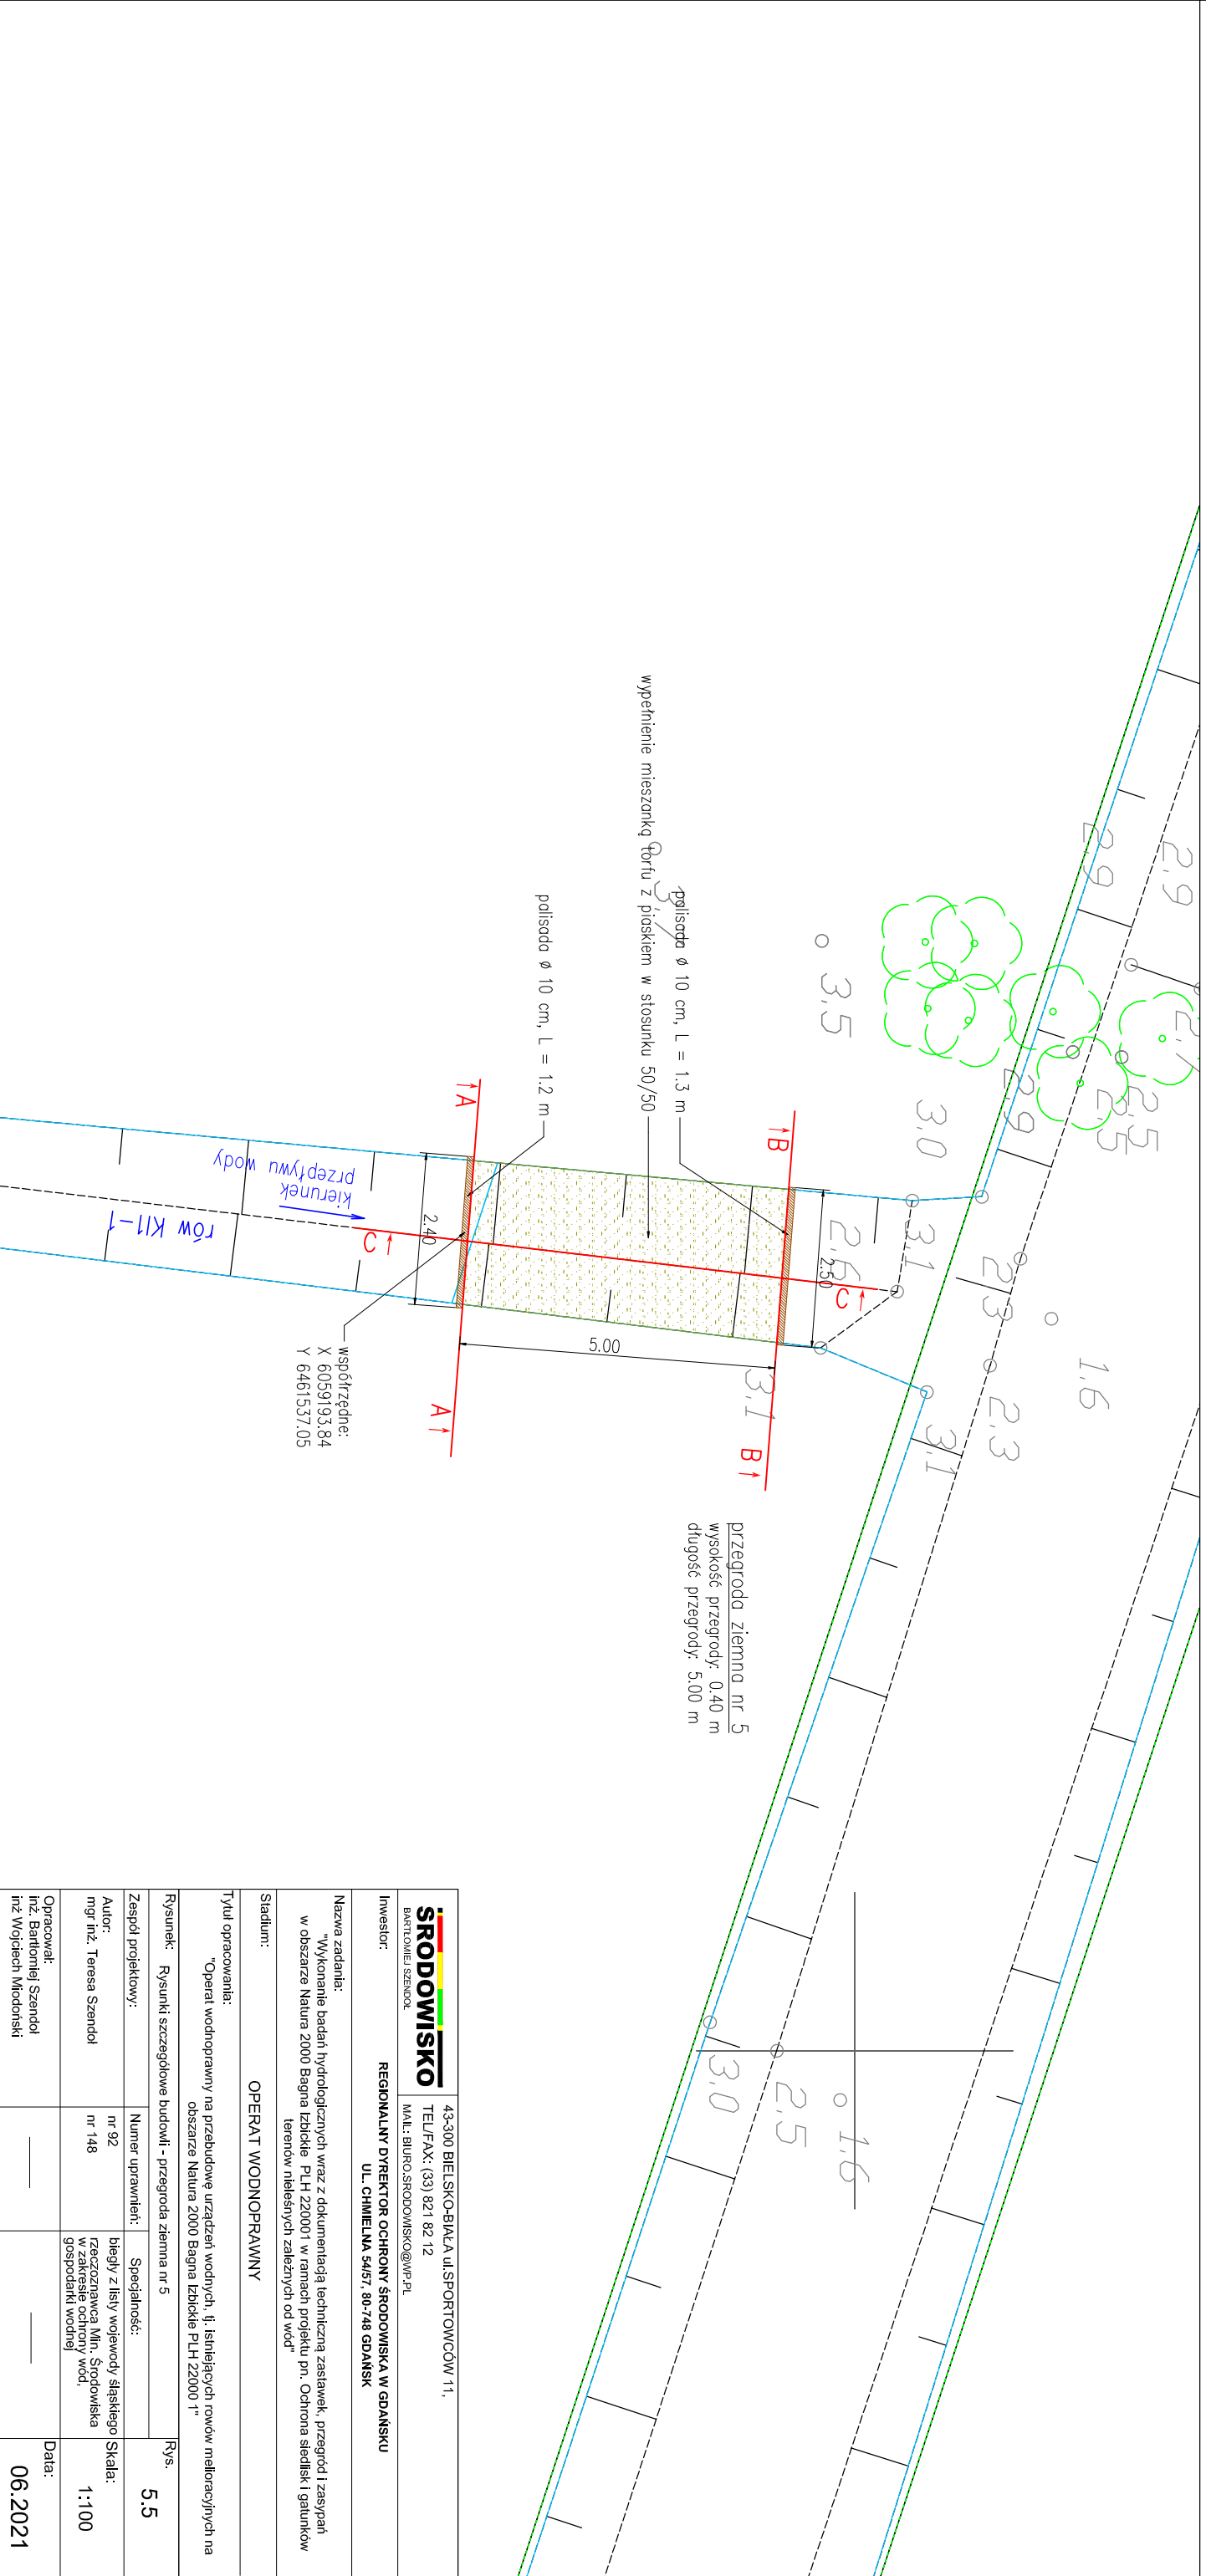 wypełnienie mieszanką torfu z piaskiem w stosunku 50/50
palisada ø 10 cm, L = 1.3 m
palisada ø 10 cm, L = 1.2 m
2,9
2,9
2,9
2,5
2,5
3,5
3,0
3,1
2,3
2,3
1,6
2,6
3,1
3,1
3,0
2,5
1,6
A
A
B
B
C
C
2.40
2.50
5.00
kierunek
przepływu wody
rów KI1-1
współrzędne:
X 6059193.84
Y 6461537.05
przegroda ziemna nr 5
wysokość przegrody: 0.40 m
długość przegrody: 5.00 m
ŚRODOWISKO
BARTŁOMIEJ SZENDOŁ
43-300 BIELSKO-BIAŁA ul.SPORTOWCÓW 11,
TEL/FAX: (33) 821 82 12
MAIL: BIURO.SRODOWISKO@WP.PL
Inwestor:
REGIONALNY DYREKTOR OCHRONY ŚRODOWISKA W GDAŃSKU
UL. CHMIELNA 54/57, 80-748 GDAŃSK
Nazwa zadania:
"Wykonanie badań hydrologicznych wraz z dokumentacją techniczną zastawek, przegród i zasypań
w obszarze Natura 2000 Bagna Izbickie PLH 220001 w ramach projektu pn. Ochrona siedlisk i gatunków
terenów nieleśnych zależnych od wód"
Stadium:
OPERAT WODNOPRAWNY
Tytuł opracowania:
"Operat wodnoprawny na przebudowę urządzeń wodnych, tj. istniejących rowów melioracyjnych na
obszarze Natura 2000 Bagna Izbickie PLH 22000 1"
Rysunek: Rysunki szczegółowe budowli - przegroda ziemna nr 5
Rys.
5.5
Zespół projektowy:
Numer uprawnień:
Specjalność:
Autor:
mgr inż. Teresa Szendoł
nr 92
nr 148
biegły z listy wojewody śląskiego
rzeczoznawca Min. Środowiska
w zakresie ochrony wód,
gospodarki wodnej
Skala:
1:100
Opracował:
inż. Bartłomiej Szendoł
inż Wojciech Miodoński
Data:
06.2021